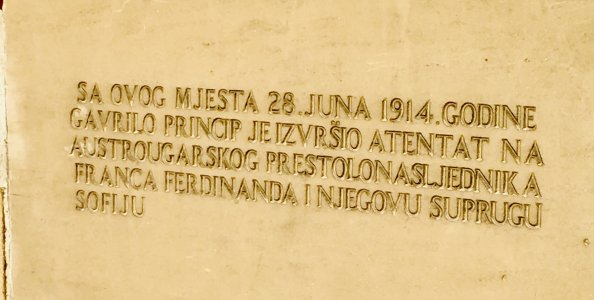 SA OVOG MJESTA 28. JUNA 1914. GODINE
GAVRILO PRINCIP JE IZVRŠIO ATENTAT NA
AUSTROUGARSKOG PRESTOLONASLJEDNIKA
FRANCA FERDINANDA I NJEGOVU SUPRUGU
SOFIJU